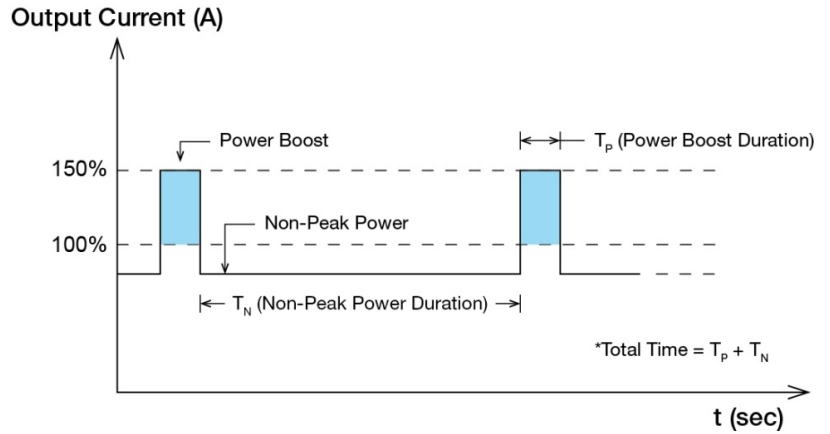 Output Current (A)
Power Boost
T_P (Power Boost Duration)
150%
Non-Peak Power
100%
T_N (Non-Peak Power Duration)
*Total Time = T_P + T_N
t (sec)